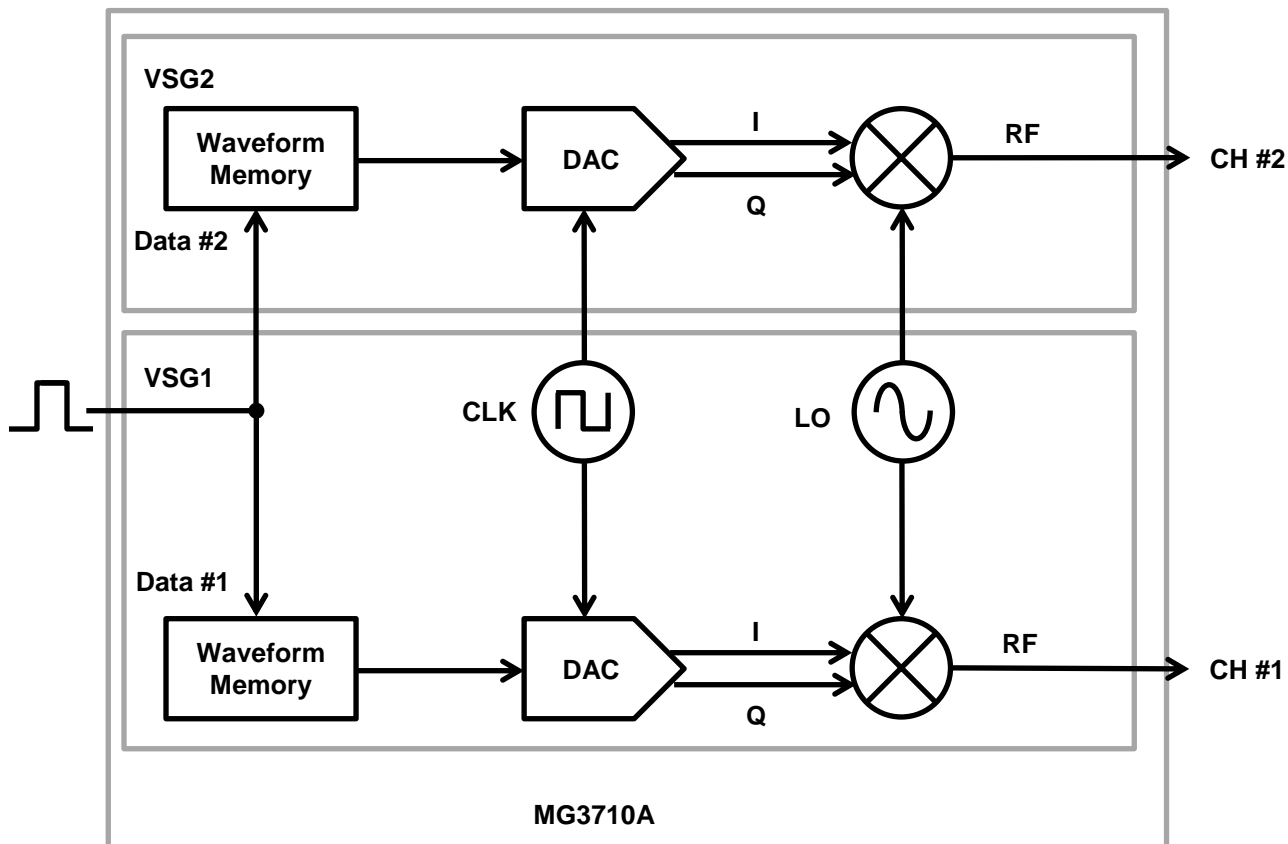 VSG2
Waveform
Memory
DAC
I
Q
RF
CH #2
Data #2
VSG1
CLK
LO
Data #1
Waveform
Memory
DAC
I
Q
RF
CH #1
MG3710A